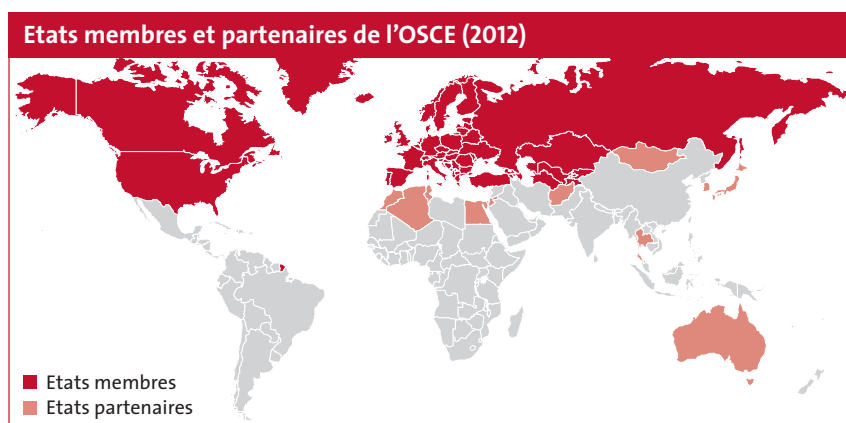 Etats membres et partenaires de l'OSCE (2012)
Etats membres
Etats partenaires